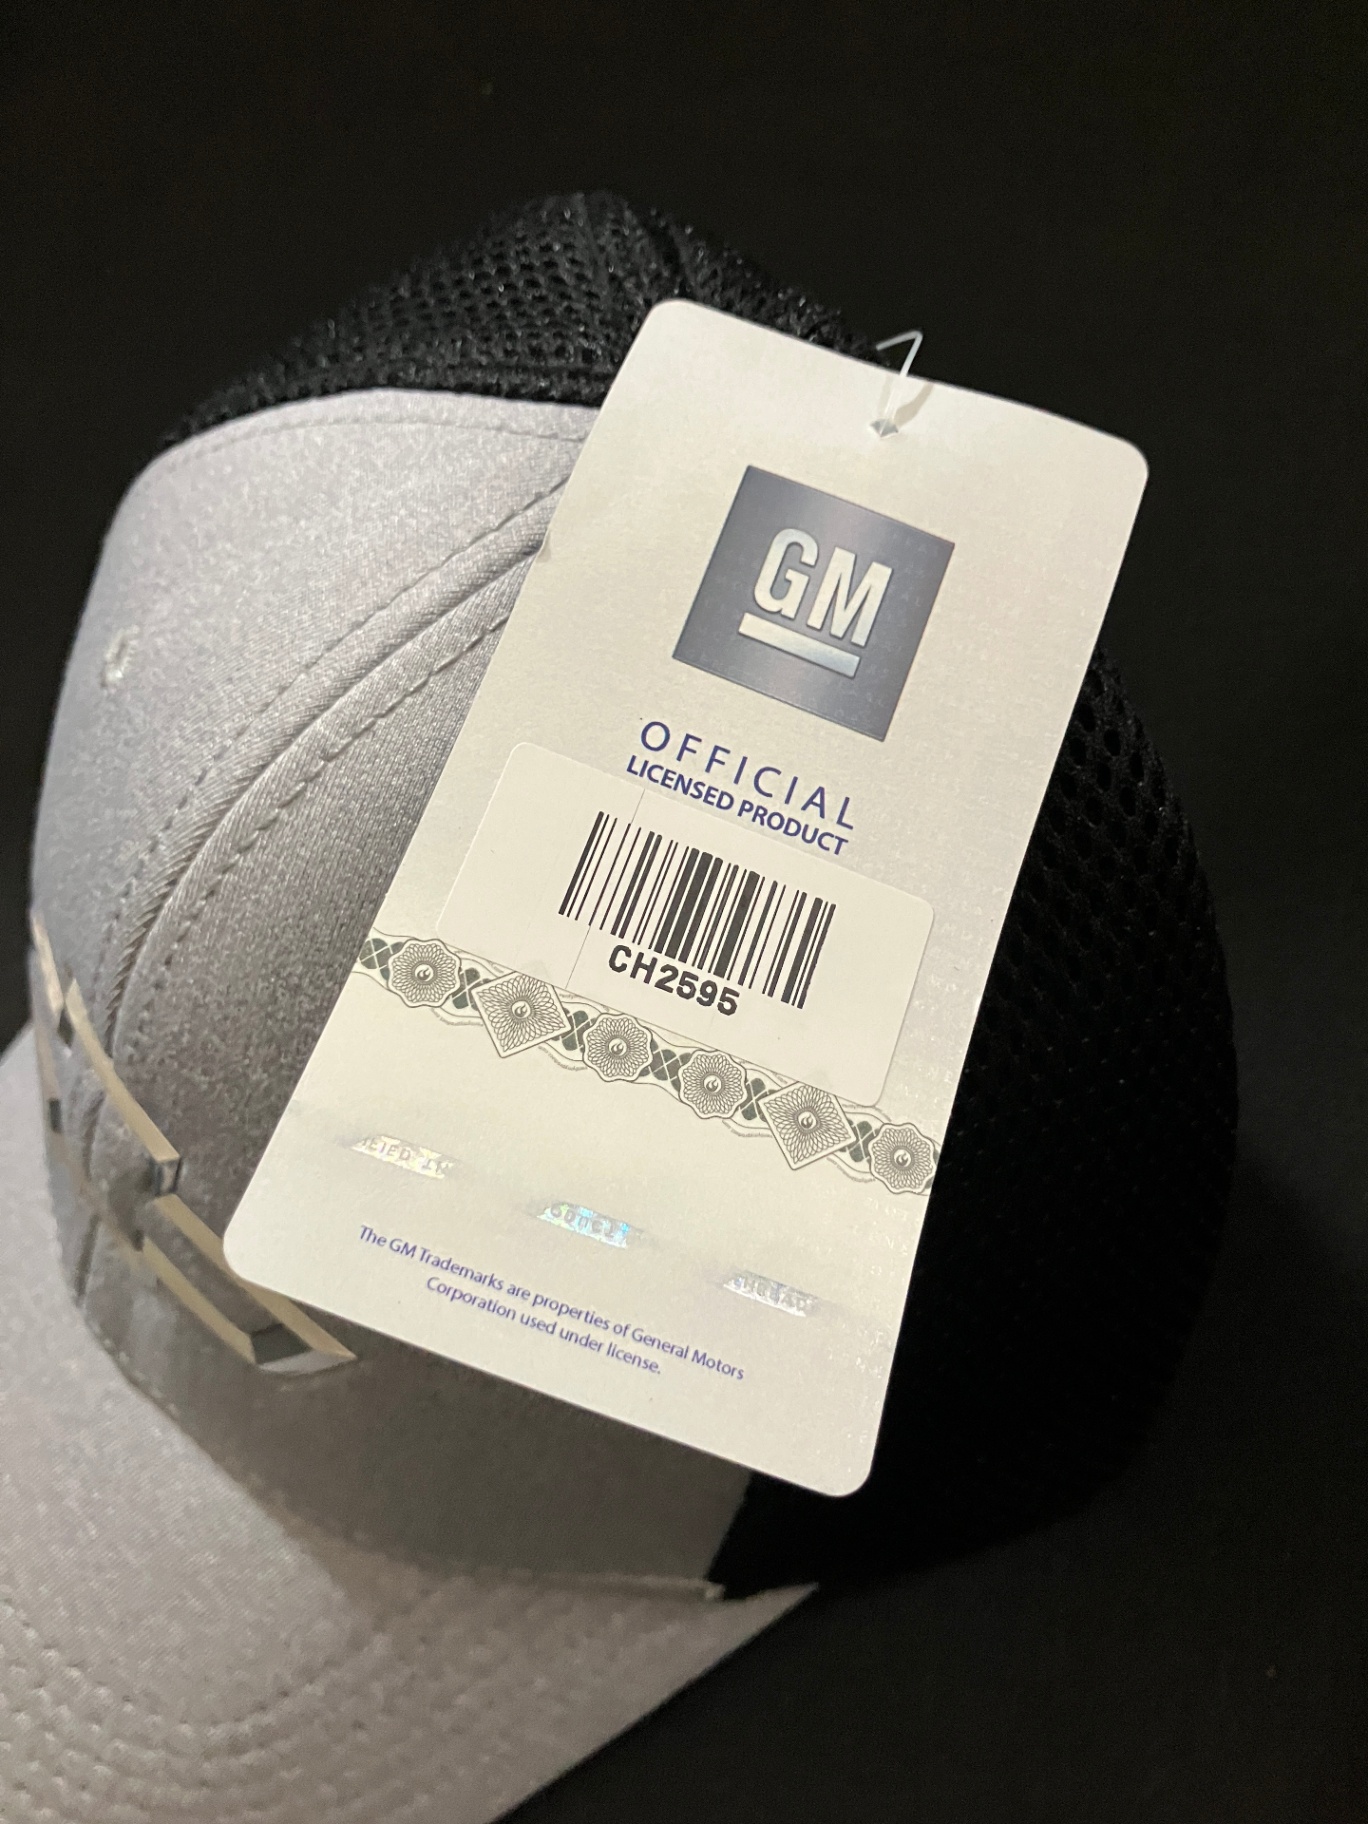 GM
OFFICIAL
LICENSED PRODUCT
CH2595
The GM Trademarks are properties of General Motors
Corporation used under license.